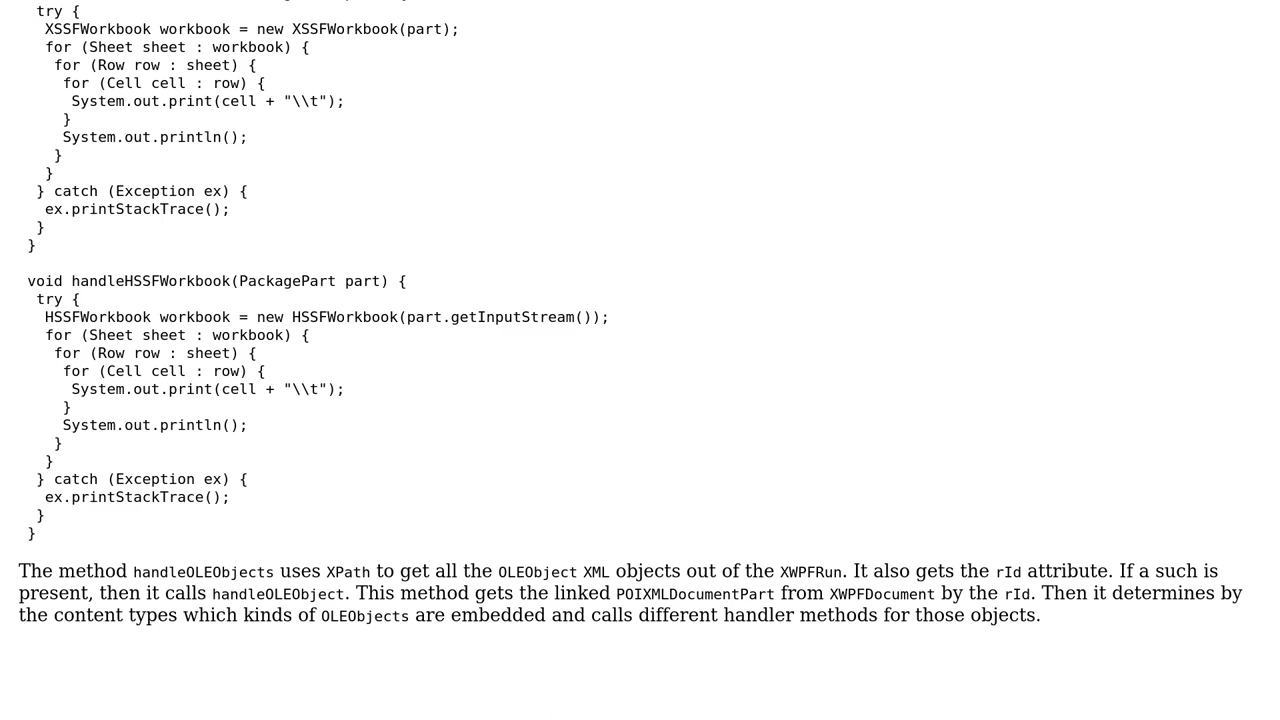 try {
XSSFWorkbook workbook = new XSSFWorkbook(part);
for (Sheet sheet : workbook) {
for (Row row : sheet) {
for (Cell cell : row) {
System.out.print(cell + "\\t");
}
System.out.println();
}
}
} catch (Exception ex) {
ex.printStackTrace();
}
}
void handleHSSFWorkbook(PackagePart part) {
try {
HSSFWorkbook workbook = new HSSFWorkbook(part.getInputStream());
for (Sheet sheet : workbook) {
for (Row row : sheet) {
for (Cell cell : row) {
System.out.print(cell + "\\t");
}
System.out.println();
}
}
} catch (Exception ex) {
ex.printStackTrace();
}
}
The method handleOLEObjects uses XPath to get all the OLEObject XML objects out of the XWPFRun. It also gets the rId attribute. If a such is
present, then it calls handleOLEObject. This method gets the linked POIXMLDocumentPart from XWPFDocument by the rId. Then it determines by
the content types which kinds of OLEObjects are embedded and calls different handler methods for those objects.